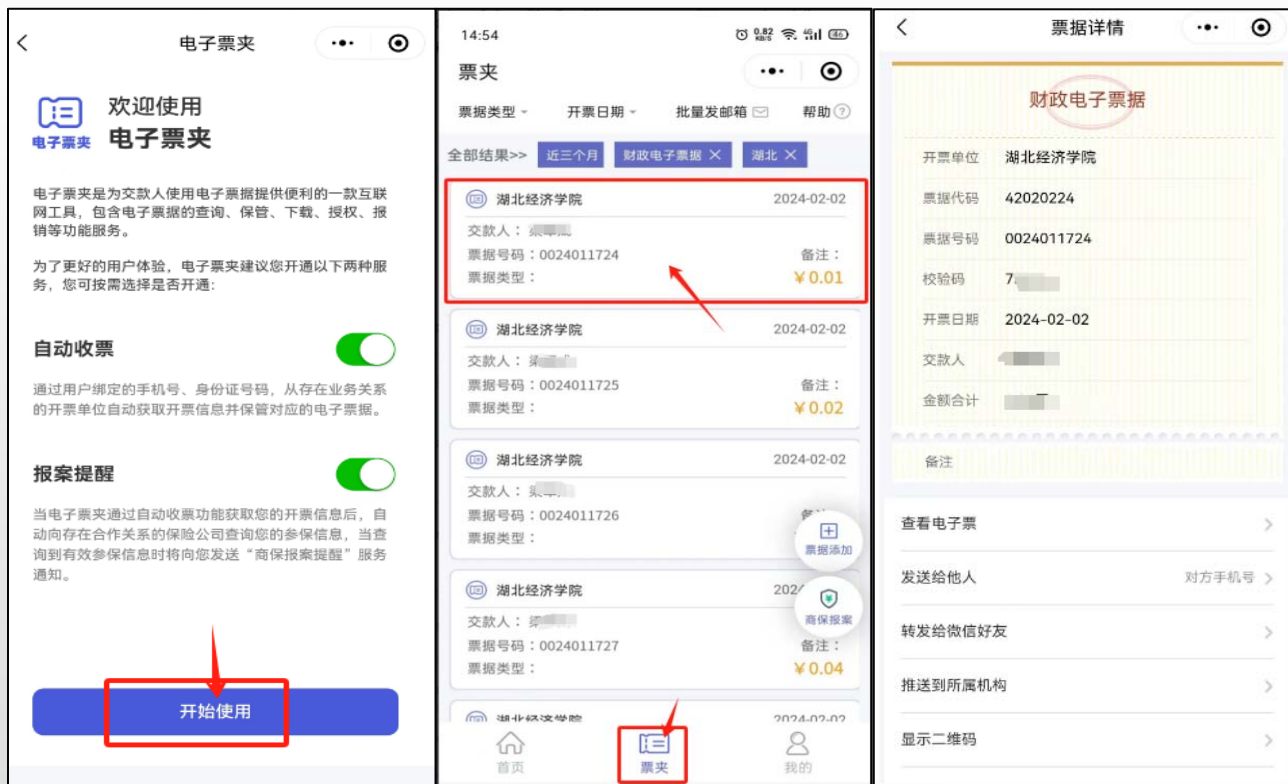 电子票夹
欢迎使用
电子票夹
电子票夹
电子票夹是为交款人使用电子票据提供便利的一款互联
网工具，包含电子票据的查询、保管、下载、授权、报
销等功能服务。
为了更好的用户体验，电子票夹建议您开通以下两种服
务，您可按需选择是否开通：
自动收票
通过用户绑定的手机号、身份证号码，从存在业务关系
的开票单位自动获取开票信息并保管对应的电子票据。
报案提醒
当电子票夹通过自动收票功能获取您的开票信息后，自
动向存在合作关系的保险公司查询您的参保信息，当查
询到有效参保信息时将向您发送“商保报案提醒”服务
通知。
开始使用
14:54 0.82 KB/S 4G 46
票夹
票据类型 开票日期 批量发邮箱 帮助
全部结果>> 近三个月 财政电子票据 × 湖北 ×
湖北经济学院 2024-02-02
交款人：
票据号码：0024011724 备注：
票据类型： ￥0.01
湖北经济学院 2024-02-02
交款人：
票据号码：0024011725 备注：
票据类型： ￥0.02
湖北经济学院 2024-02-02
交款人：
票据号码：0024011726
票据类型：
票据添加
湖北经济学院 202
交款人：
商保报案
票据号码：0024011727 备注：
票据类型： ￥0.04
湖北经济学院 2024-02-02
首页 票夹 我的
票据详情
财政电子票据
开票单位 湖北经济学院
票据代码 42020224
票据号码 0024011724
校验码 7
开票日期 2024-02-02
交款人
金额合计
备注
查看电子票
发送给他人 对方手机号
转发给微信好友
推送到所属机构
显示二维码